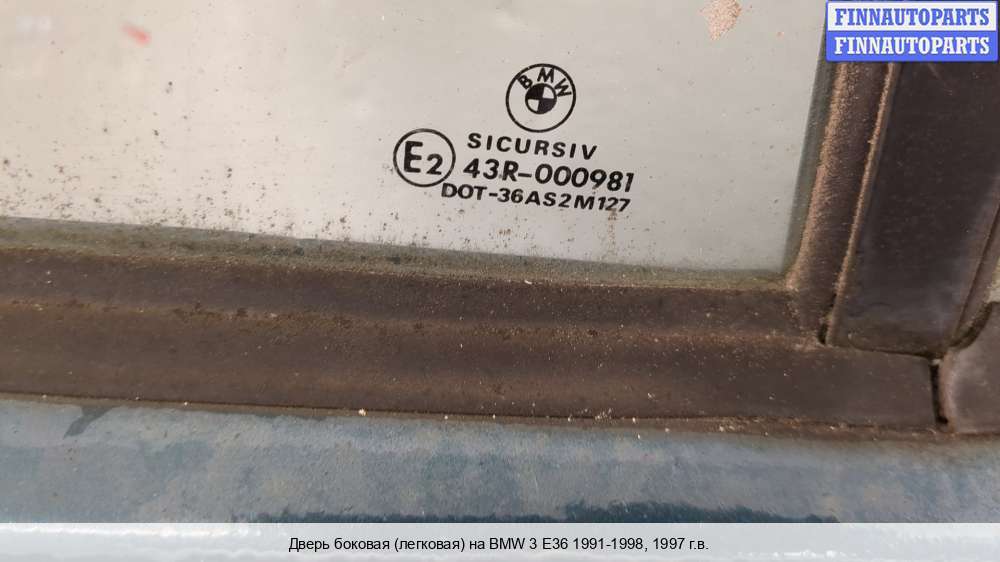 FINNAUTOPARTS
FINNAUTOPARTS
BMW
SICURSIV
E2 43R-000981
DOT-36AS2M127
Дверь боковая (легковая) на BMW 3 E36 1991-1998, 1997 г.в.